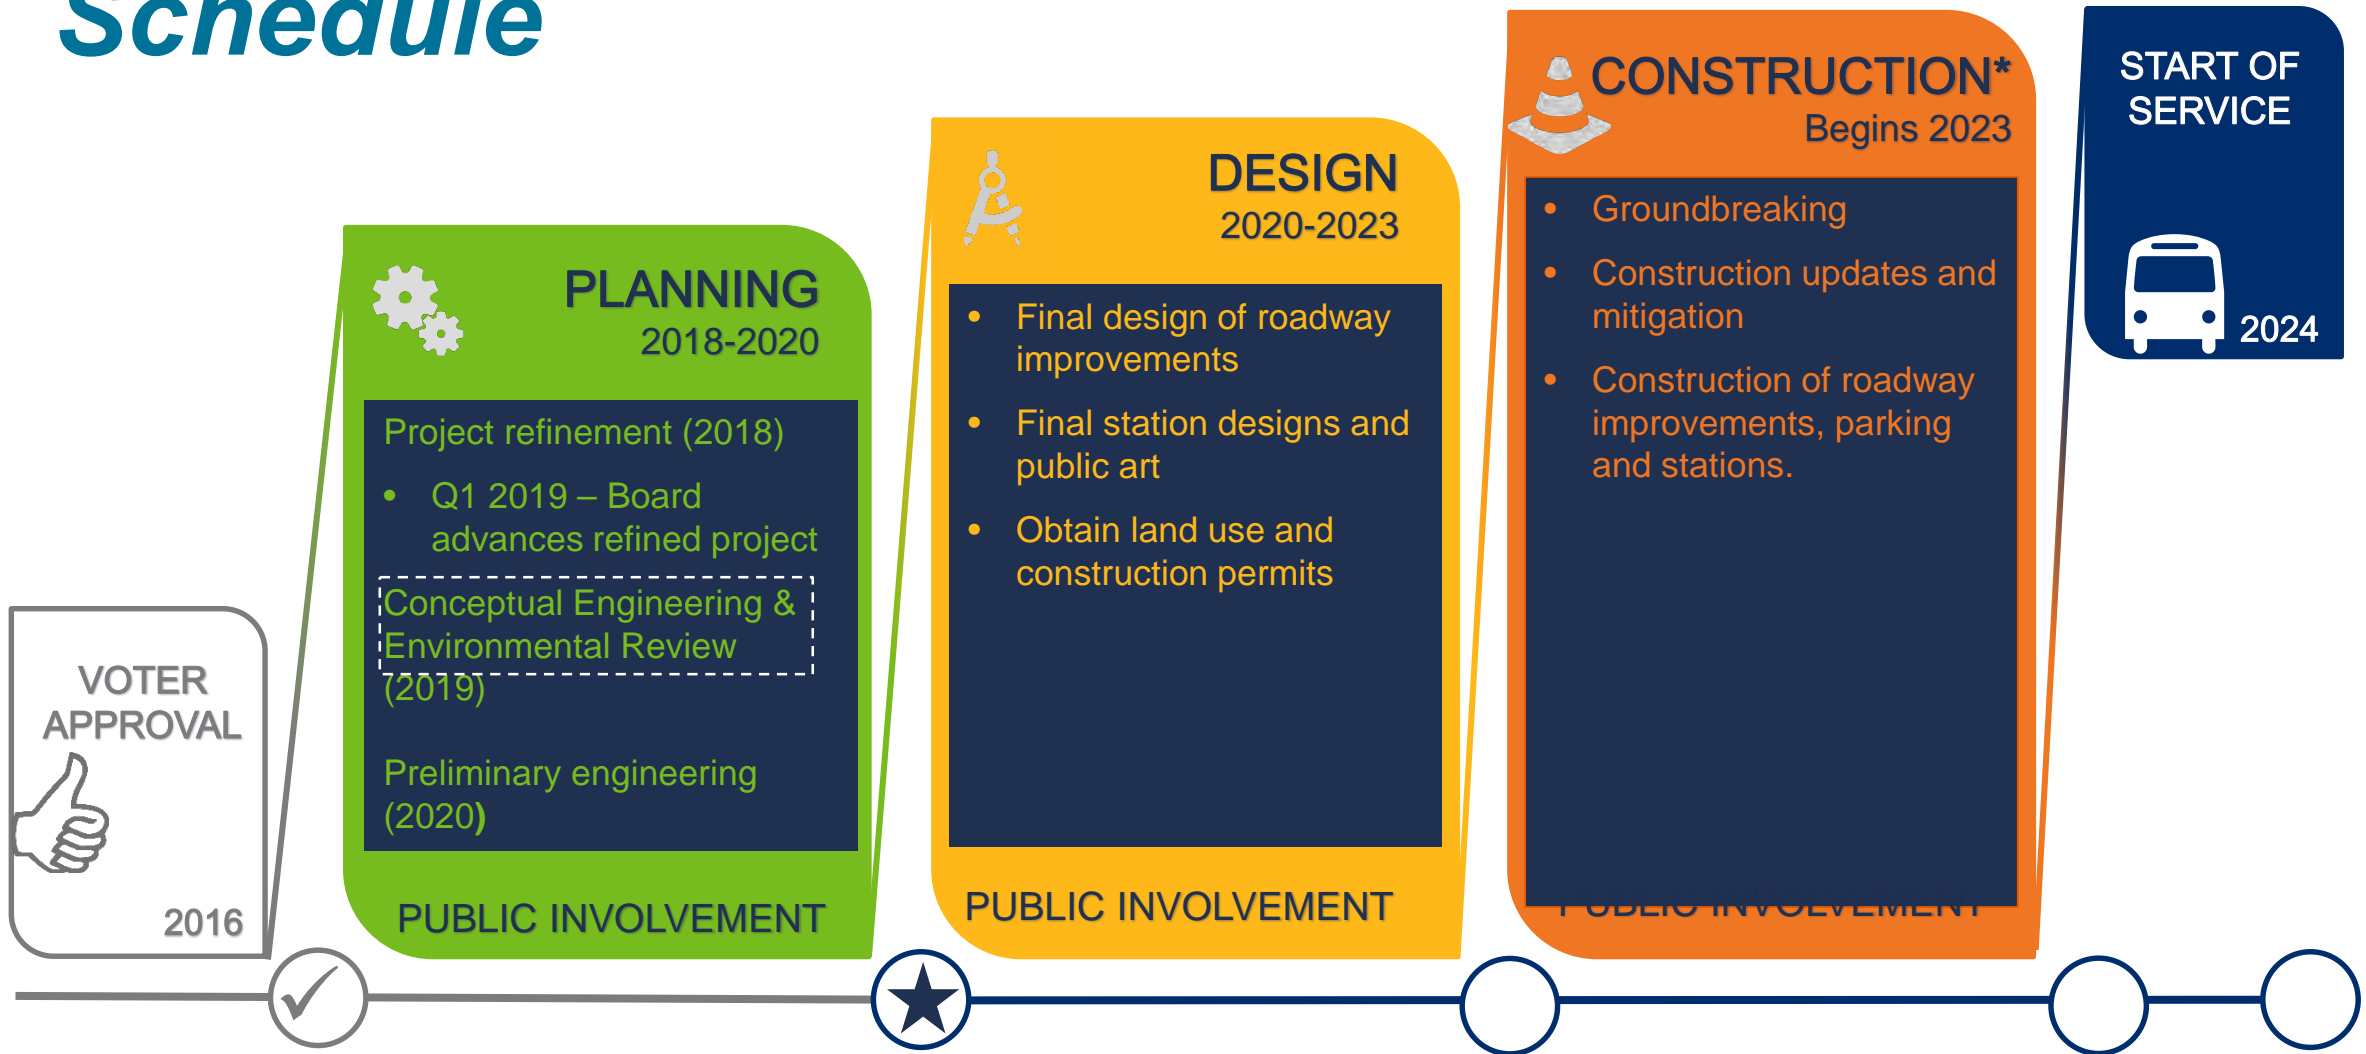 Schedule
VOTER
APPROVAL
2016
PLANNING
2018-2020
Project refinement (2018)
• Q1 2019 – Board
advances refined project
Conceptual Engineering &
Environmental Review
(2019)
Preliminary engineering
(2020)
PUBLIC INVOLVEMENT
DESIGN
2020-2023
• Final design of roadway
improvements
• Final station designs and
public art
• Obtain land use and
construction permits
PUBLIC INVOLVEMENT
CONSTRUCTION*
Begins 2023
• Groundbreaking
• Construction updates and
mitigation
• Construction of roadway
improvements, parking
and stations.
PUBLIC INVOLVEMENT
START OF
SERVICE
2024